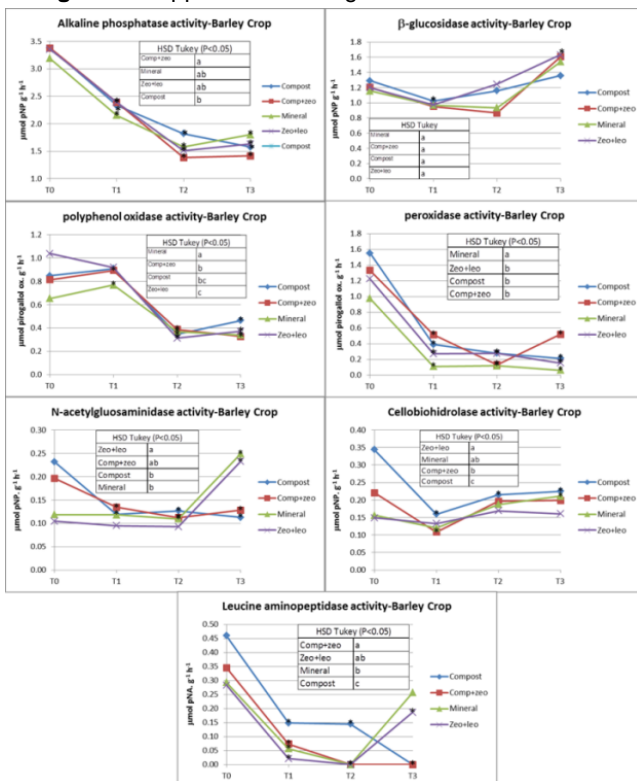 Alkaline phosphatase activity-Barley Crop
HSD Tukey (P<0.05)
Comp+zeo a
Mineral ab
Zeo+leo ab
Compost b
µmol pNP g⁻¹ h⁻¹
3.5
3.0
2.5
2.0
1.5
1.0
T0 T1 T2 T3
Compost
Comp+zeo
Mineral
Zeo+leo
Compost
β-glucosidase activity-Barley Crop
µmol pNP g⁻¹ h⁻¹
1.8
1.6
1.4
1.2
1.0
0.8
0.6
0.4
0.2
0.0
HSD Tukey
Mineral a
Comp+zeo a
Compost a
Zeo+leo a
T0 T1 T2 T3
Compost
Comp+zeo
Mineral
Zeo+leo
polyphenol oxidase activity-Barley Crop
HSD Tukey (P<0.05)
Mineral a
Comp+zeo b
Compost bc
Zeo+leo c
µmol pirogallol ox. g⁻¹ h⁻¹
1.2
1.0
0.8
0.6
0.4
0.2
0.0
T0 T1 T2 T3
Compost
Comp+zeo
Mineral
Zeo+leo
peroxidase activity-Barley Crop
HSD Tukey (P<0.05)
Mineral a
Zeo+leo b
Compost b
Comp+zeo b
µmol pirogallol ox. g⁻¹ h⁻¹
1.8
1.6
1.4
1.2
1.0
0.8
0.6
0.4
0.2
0.0
T0 T1 T2 T3
Compost
Comp+zeo
Mineral
Zeo+leo
N-acetygluosaminidase activity-Barley Crop
HSD Tukey (P<0.05)
Zeo+leo a
Comp+zeo ab
Compost b
Mineral b
µmol pNP. g⁻¹ h⁻¹
0.30
0.25
0.20
0.15
0.10
0.05
0.00
T0 T1 T2 T3
Compost
Comp+zeo
Mineral
Zeo+leo
Cellobiohidrolase activity-Barley Crop
HSD Tukey (P<0.05)
Zeo+leo a
Mineral ab
Comp+zeo b
Compost c
µmol pNP. g⁻¹ h⁻¹
0.40
0.35
0.30
0.25
0.20
0.15
0.10
0.05
0.00
T0 T1 T2 T3
Compost
Comp+zeo
Mineral
Zeo+leo
Leucine aminopeptidase activity-Barley Crop
HSD Tukey (P<0.05)
Comp+zeo a
Zeo+leo ab
Mineral b
Compost c
µmol pNA. g⁻¹ h⁻¹
0.50
0.45
0.40
0.35
0.30
0.25
0.20
0.15
0.10
0.05
0.00
T0 T1 T2 T3
Compost
Comp+zeo
Mineral
Zeo+leo